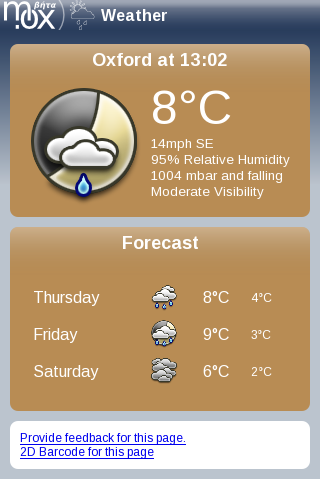 mox βήτα Weather
Oxford at 13:02
8°C
14mph SE
95% Relative Humidity
1004 mbar and falling
Moderate Visibility
Forecast
Thursday 8°C 4°C
Friday 9°C 3°C
Saturday 6°C 2°C
Provide feedback for this page.
2D Barcode for this page